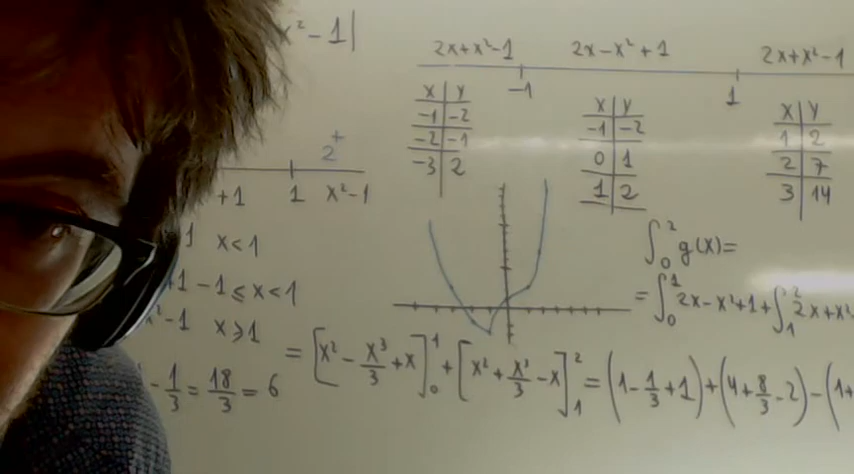 x² - 1|
2x+x²-1 2x-x²+1 2x+x²-1
-1 1
x y
-1 -2
-2 -1
-3 2
x y
-1 -2
0 1
1 2
x y
1 2
2 7
3 14
2⁺
+1 1 x²-1
1 x<1
+1 -1≤x<1
x²-1 x⩾1
∫₀² g(x)=
=∫₀¹ 2x-x²+1+∫₁² 2x+x²
=[x² - x³/3 + x]₀¹ + [x² + x³/3 - x]₁² = (1 - 1/3 + 1) + (4 + 8/3 - 2) - (1+
- 1/3 = 18/3 = 6